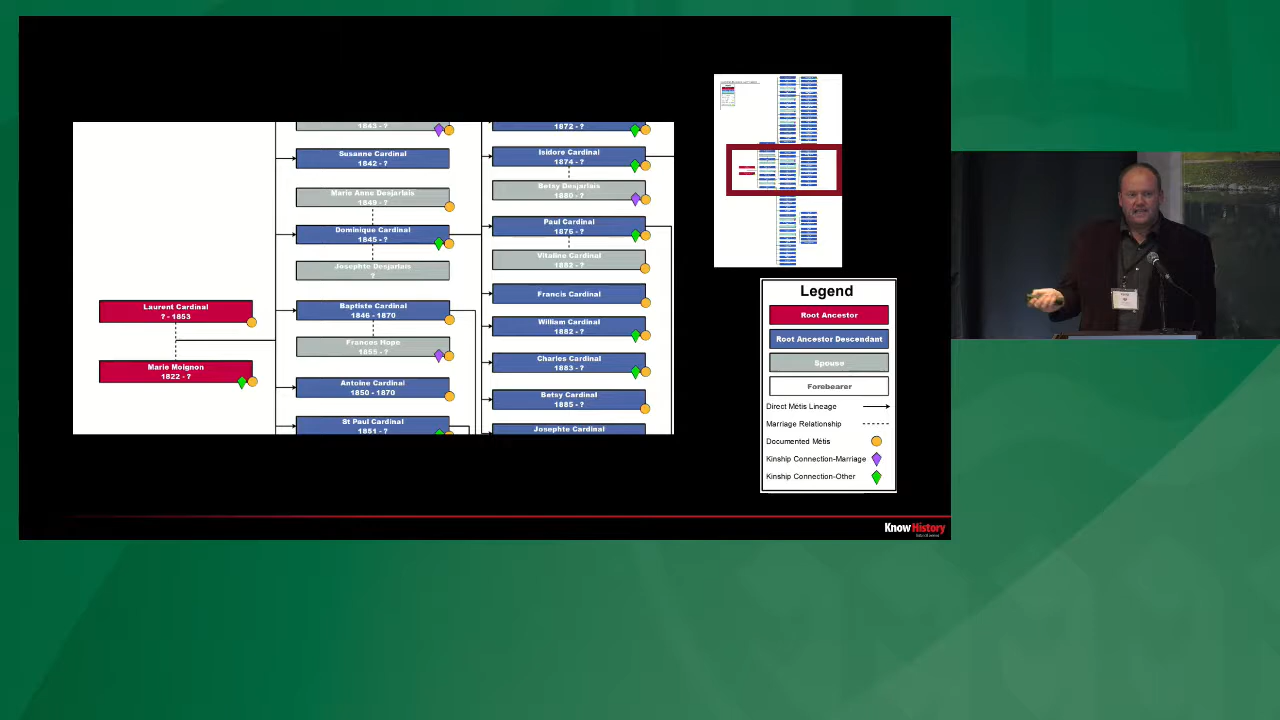 1843 - ?
Susanne Cardinal
1842 - ?
Marie Anne Desjarlais
1849 - ?
Dominique Cardinal
1845 - ?
Josephte Desjarlais
?
Laurent Cardinal
? - 1853
Marie Moignon
1822 - ?
Baptiste Cardinal
1846 - 1870
Francos Hope
1855 - ?
Antoine Cardinal
1850 - 1870
St Paul Cardinal
1851 - ?
1872 - ?
Isidore Cardinal
1874 - ?
Betsy Desjarlais
1880 - ?
Paul Cardinal
1876 - ?
Vitaline Cardinal
1882 - ?
Francis Cardinal
William Cardinal
1882 - ?
Charles Cardinal
1883 - ?
Betsy Cardinal
1885 - ?
Josephte Cardinal
Legend
Root Ancestor
Root Ancestor Descendant
Spouse
Forebearer
Direct Métis Lineage
Marriage Relationship
Documented Métis
Kinship Connection-Marriage
Kinship Connection-Other
KnowHistory